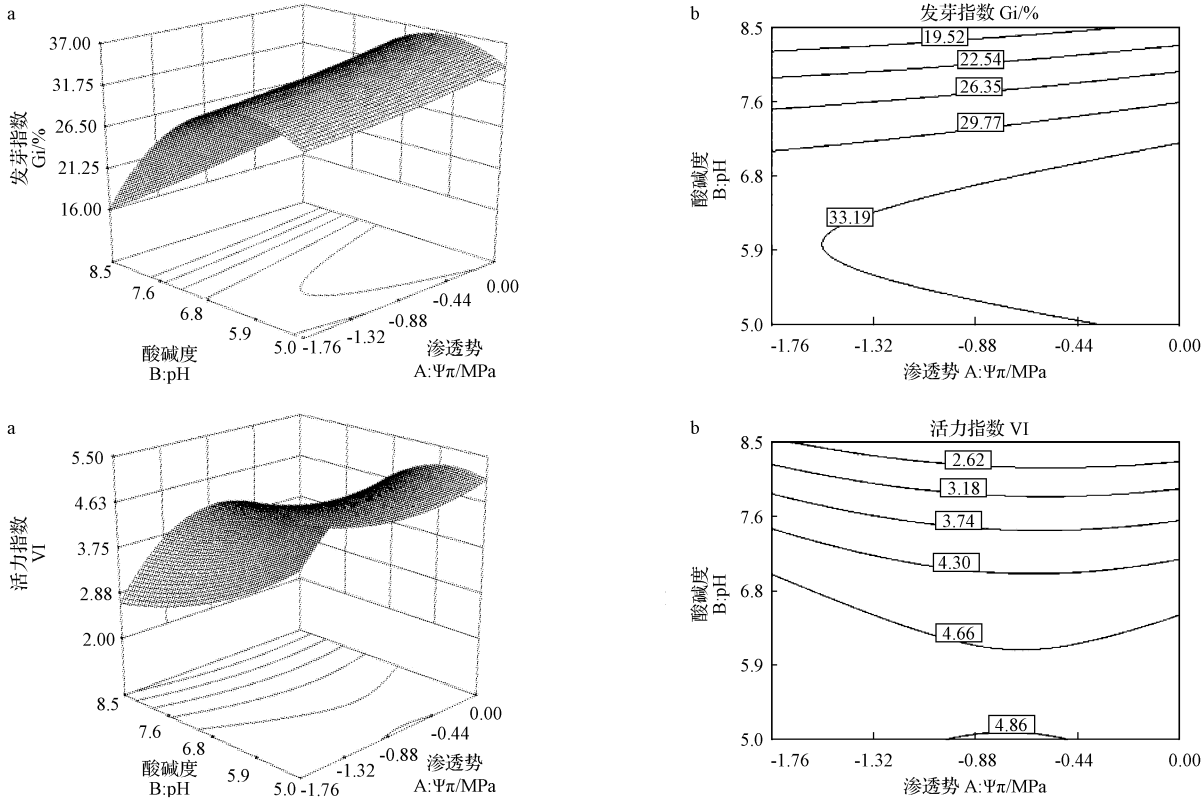 a
37.00
31.75
26.50
21.25
16.00
发芽指数
Gi/%
8.5
7.6
6.8
5.9
5.0
酸碱度
B:pH
-1.76
-1.32
-0.88
-0.44
0.00
渗透势
A:Ψπ/MPa
b
发芽指数 Gi/%
8.5
7.6
6.8
5.9
5.0
酸碱度
B:pH
19.52
22.54
26.35
29.77
33.19
-1.76 -1.32 -0.88 -0.44 0.00
渗透势 A:Ψπ/MPa
a
5.50
4.63
3.75
2.88
2.00
活力指数
VI
8.5
7.6
6.8
5.9
5.0
酸碱度
B:pH
-1.76
-1.32
-0.88
-0.44
0.00
渗透势
A:Ψπ/MPa
b
活力指数 VI
8.5
7.6
6.8
5.9
5.0
酸碱度
B:pH
2.62
3.18
3.74
4.30
4.66
4.86
-1.76 -1.32 -0.88 -0.44 0.00
渗透势 A:Ψπ/MPa